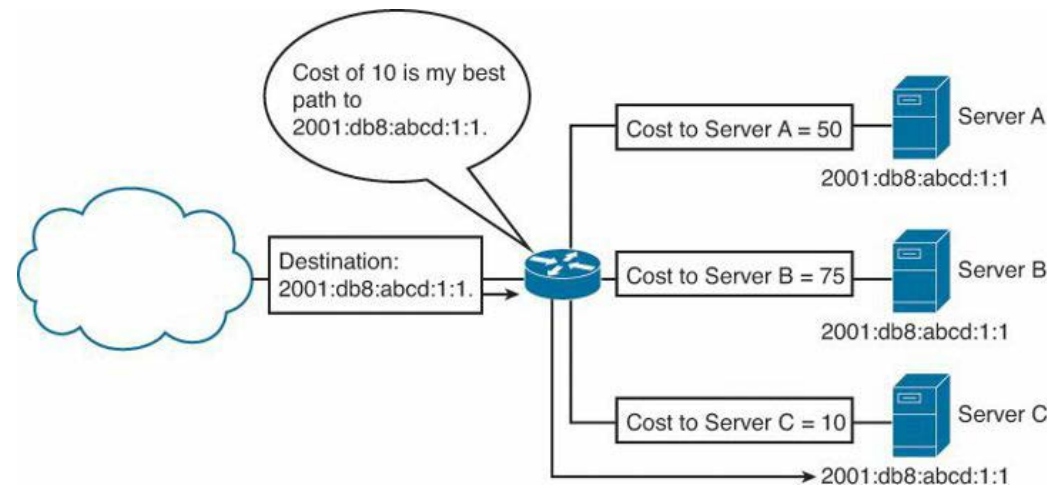 Cost of 10 is my best
path to
2001:db8:abcd:1:1.
Cost to Server A = 50
Server A
2001:db8:abcd:1:1
Destination:
2001:db8:abcd:1:1.
Cost to Server B = 75
Server B
2001:db8:abcd:1:1
Cost to Server C = 10
Server C
2001:db8:abcd:1:1